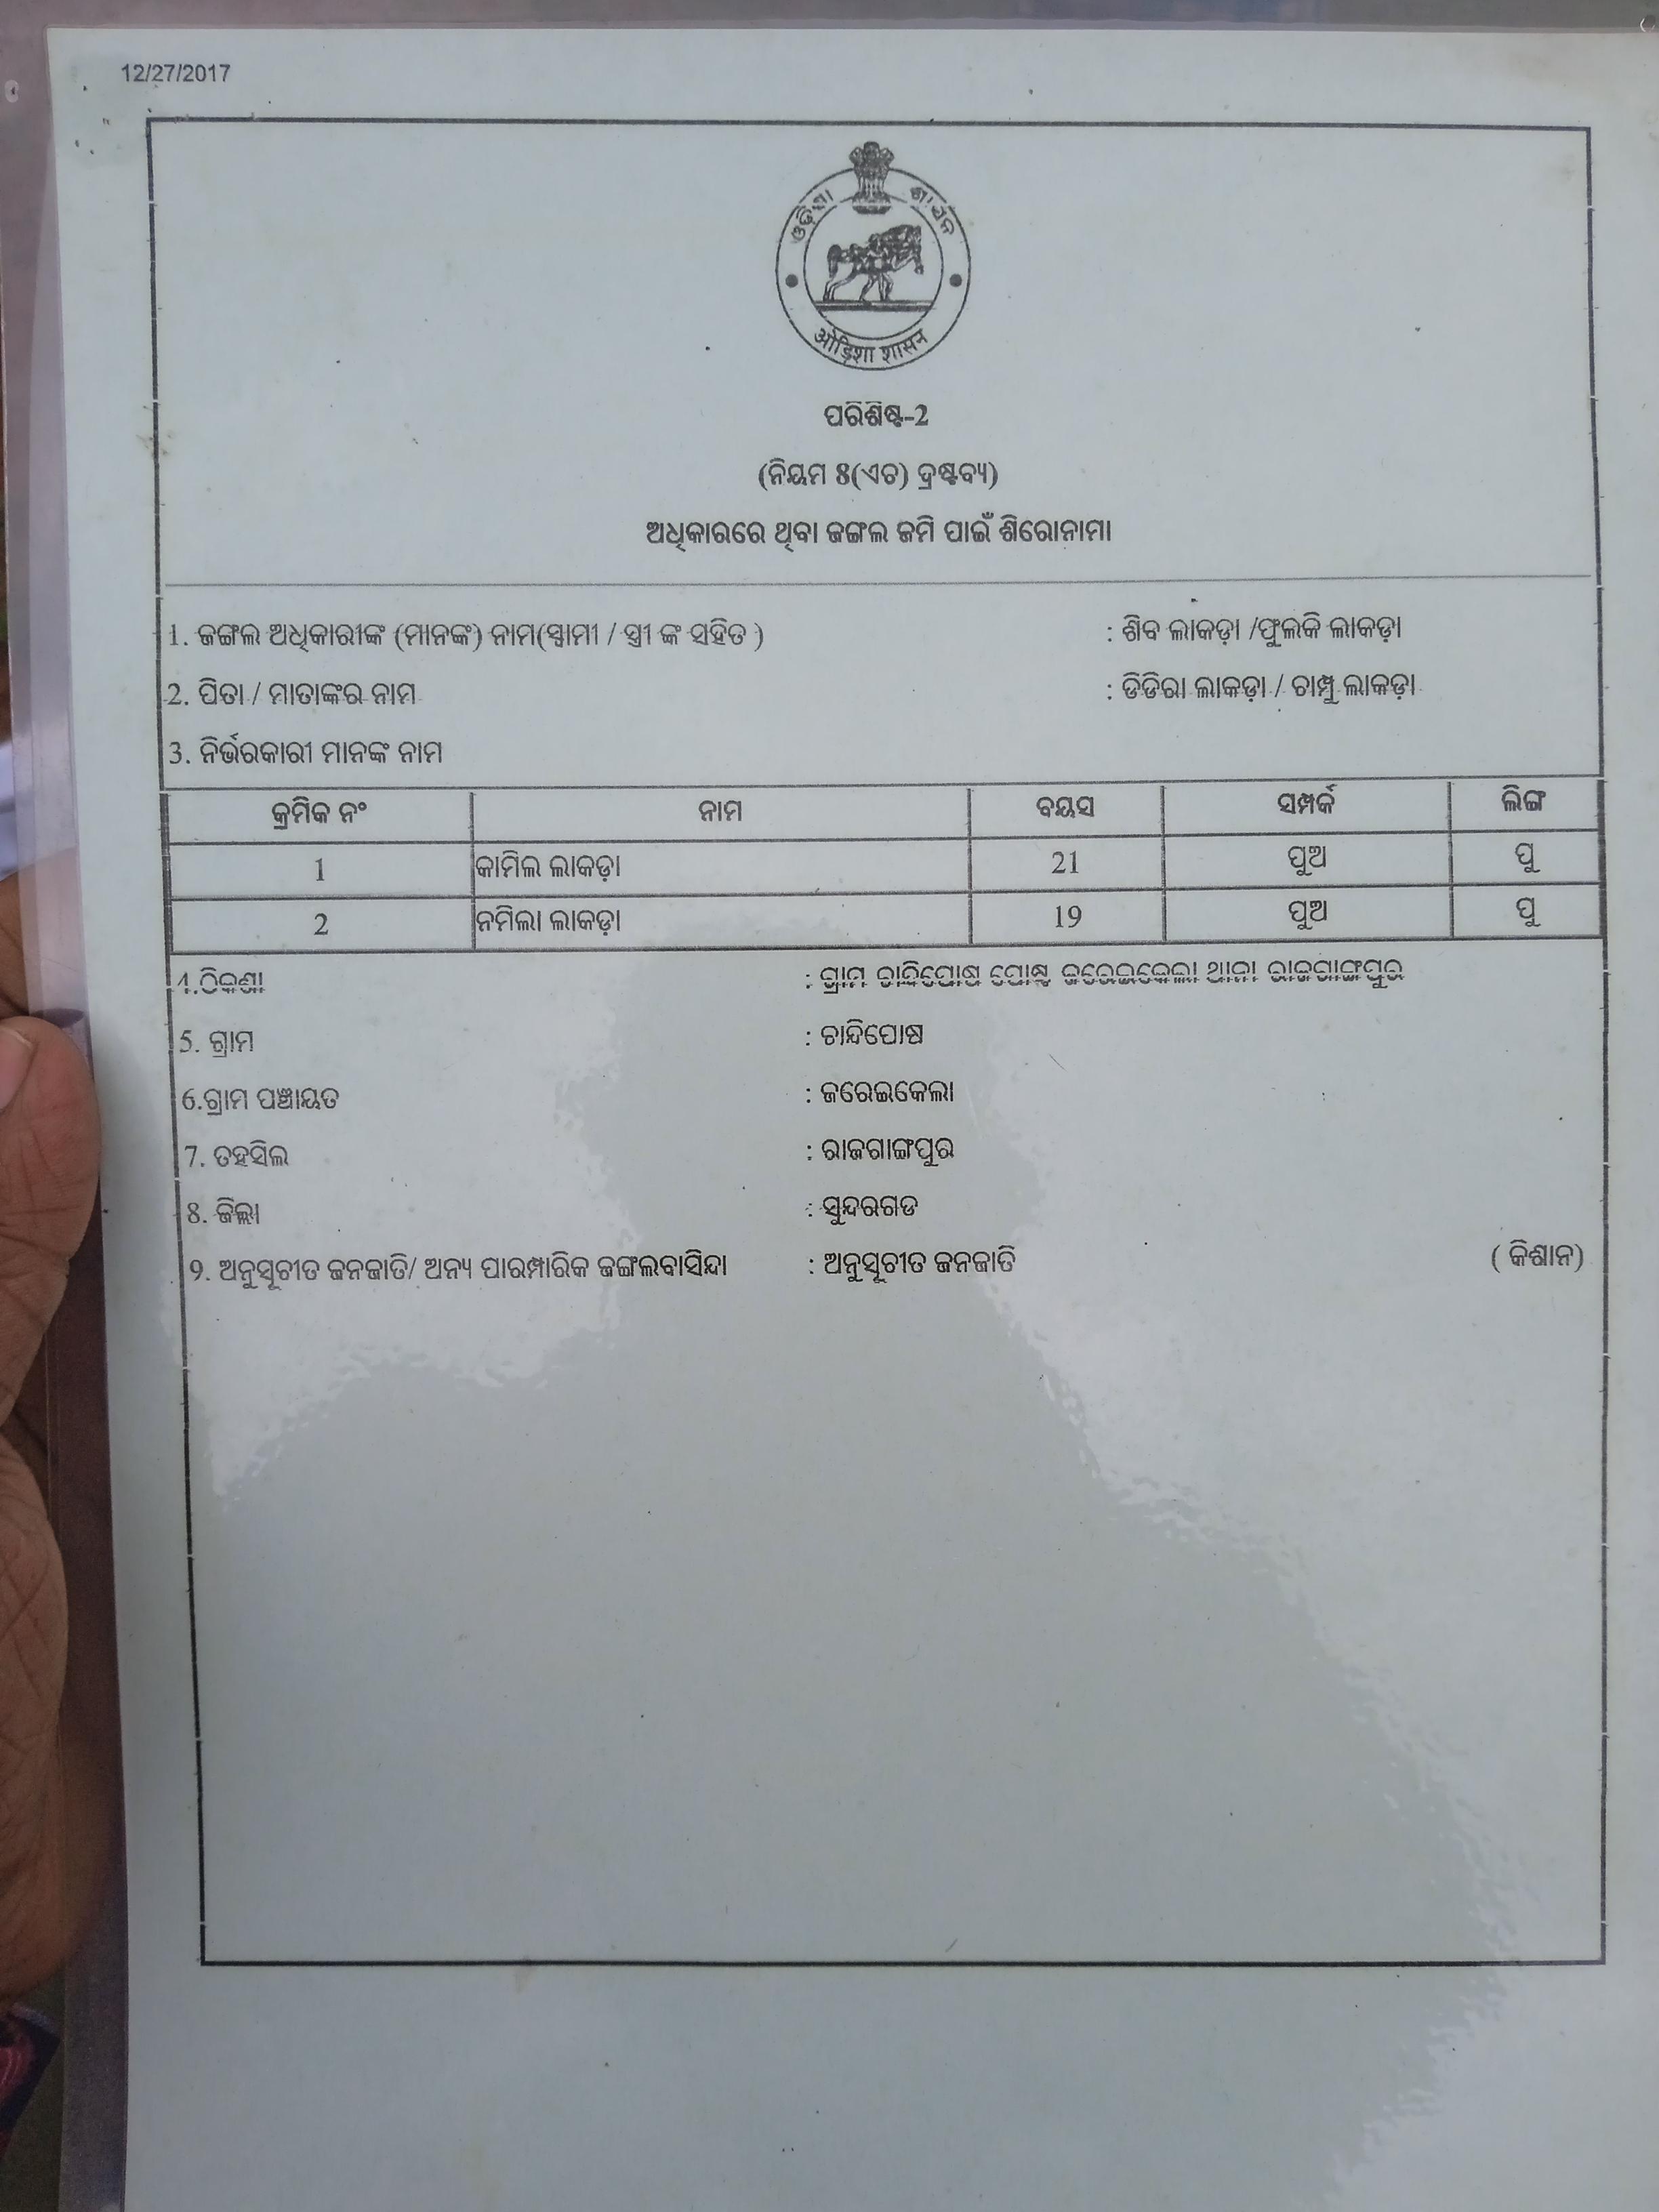 12/27/2017
ଓଡ଼ିଶା ଶାସନ
ओड़िशा शासन
ପରିଶିଷ୍ଟ-2
(ନିୟମ 8(ଏଚ) ଦ୍ରଷ୍ଟବ୍ୟ)
ଅଧିକାରରେ ଥିବା ଜଙ୍ଗଲ ଜମି ପାଇଁ ଶିରୋନାମା
1. ଜଙ୍ଗଲ ଅଧିକାରୀଙ୍କ (ମାନଙ୍କ) ନାମ(ସ୍ଵାମୀ / ସ୍ତ୍ରୀ ଙ୍କ ସହିତ ) : ଶିବ ଲାକଡ଼ା /ଫୁଲକି ଲାକଡ଼ା
2. ପିତା / ମାତାଙ୍କର ନାମ : ଡିଡିରା ଲାକଡ଼ା / ଚାମ୍ପୁ ଲାକଡ଼ା
3. ନିର୍ଭରକାରୀ ମାନଙ୍କ ନାମ
କ୍ରମିକ ନଂ ନାମ ବୟସ ସମ୍ପର୍କ ଲିଙ୍ଗ
1 କାମିଲ ଲାକଡ଼ା 21 ପୁଅ ପୁ
2 ନମିଲା ଲାକଡ଼ା 19 ପୁଅ ପୁ
4.ଠିକଣା : ଗ୍ରାମ ଚାନ୍ଦିପୋଷ ପୋଷ୍ଟ ଜରେଇକେଲା ଥାନା ରାଜଗାଙ୍ଗପୁର
5. ଗ୍ରାମ : ଚାନ୍ଦିପୋଷ
6.ଗ୍ରାମ ପଞ୍ଚାୟତ : ଜରେଇକେଲା
7. ତହସିଲ : ରାଜଗାଙ୍ଗପୁର
8. ଜିଲ୍ଲା : ସୁନ୍ଦରଗଡ
9. ଅନୁସୂଚୀତ ଜନଜାତି/ ଅନ୍ୟ ପାରମ୍ପାରିକ ଜଙ୍ଗଲବାସିନ୍ଦା : ଅନୁସୂଚୀତ ଜନଜାତି ( କିଶାନ)